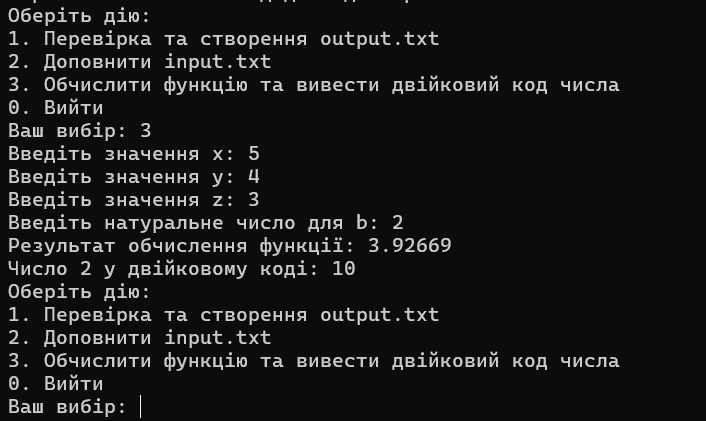 Оберіть дію:
1. Перевірка та створення output.txt
2. Доповнити input.txt
3. Обчислити функцію та вивести двійковий код числа
0. Вийти
Ваш вибір: 3
Введіть значення x: 5
Введіть значення y: 4
Введіть значення z: 3
Введіть натуральне число для b: 2
Результат обчислення функції: 3.92669
Число 2 у двійковому коді: 10
Оберіть дію:
1. Перевірка та створення output.txt
2. Доповнити input.txt
3. Обчислити функцію та вивести двійковий код числа
0. Вийти
Ваш вибір: